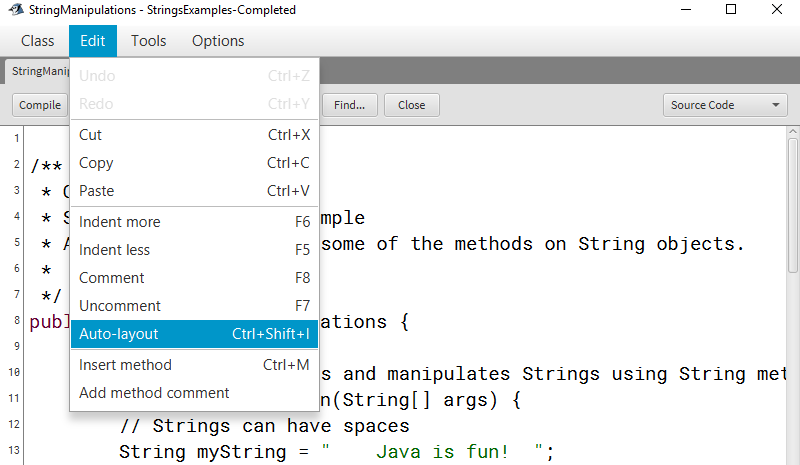 StringManipulations - StringsExamples-Completed
Class Edit Tools Options
StringManip
Undo Ctrl+Z
Redo Ctrl+Y
Cut Ctrl+X
Copy Ctrl+C
Paste Ctrl+V
Indent more F6
Indent less F5
Comment F8
Uncomment F7
Auto-layout Ctrl+Shift+I
Insert method Ctrl+M
Add method comment
Compile Find... Close Source Code
1
2 /**
3 *
4 * S mple
5 * A some of the methods on String objects.
6 *
7 */
8 publ ations {
9
10 s and manipulates Strings using String met
11 n(String[] args) {
12 // Strings can have spaces
13 String myString = "    Java is fun!  ";